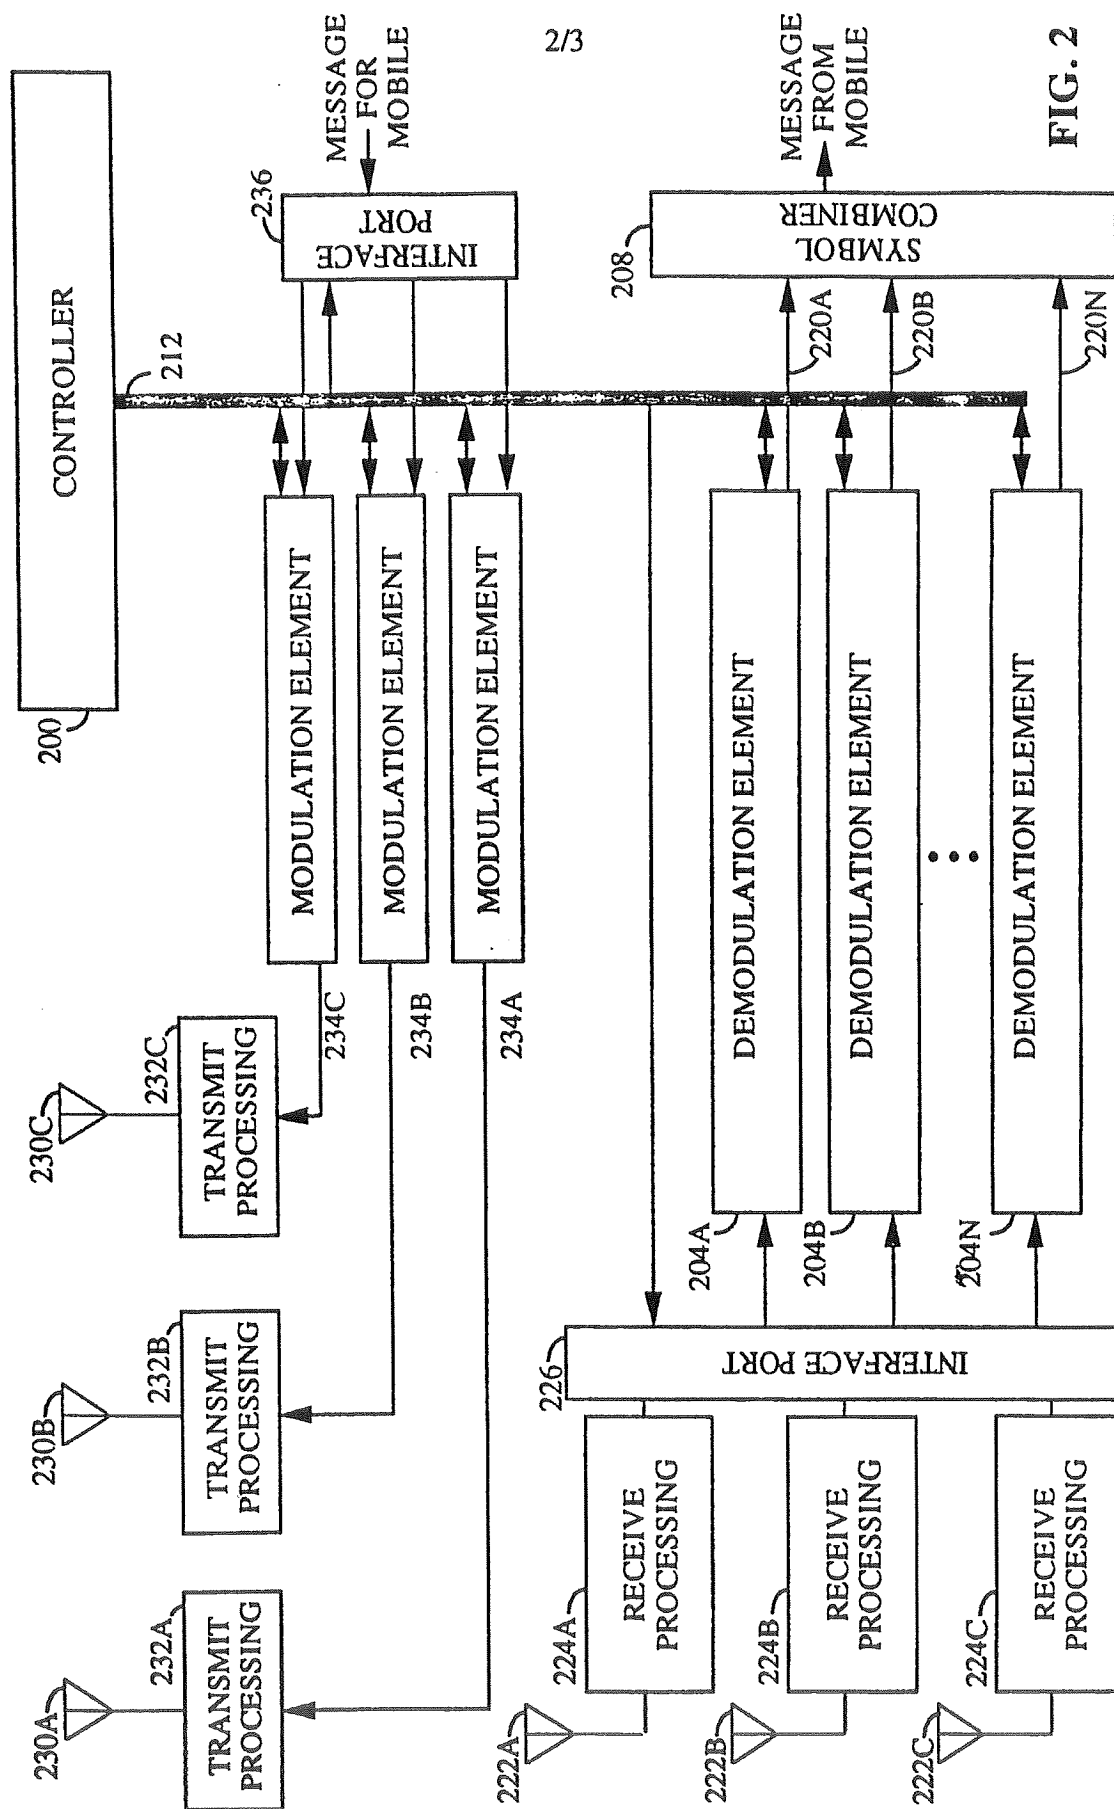 2/3
CONTROLLER
200
212
230A
230B
230C
232A
TRANSMIT
PROCESSING
232B
TRANSMIT
PROCESSING
232C
TRANSMIT
PROCESSING
234C
MODULATION ELEMENT
234B
MODULATION ELEMENT
234A
MODULATION ELEMENT
236
INTERFACE
PORT
MESSAGE
FOR
MOBILE
222A
224A
RECEIVE
PROCESSING
222B
224B
RECEIVE
PROCESSING
222C
224C
RECEIVE
PROCESSING
226
INTERFACE PORT
204A
DEMODULATION ELEMENT
220A
204B
DEMODULATION ELEMENT
220B
204N
DEMODULATION ELEMENT
220N
208
SYMBOL
COMBINER
MESSAGE
FROM
MOBILE
FIG. 2